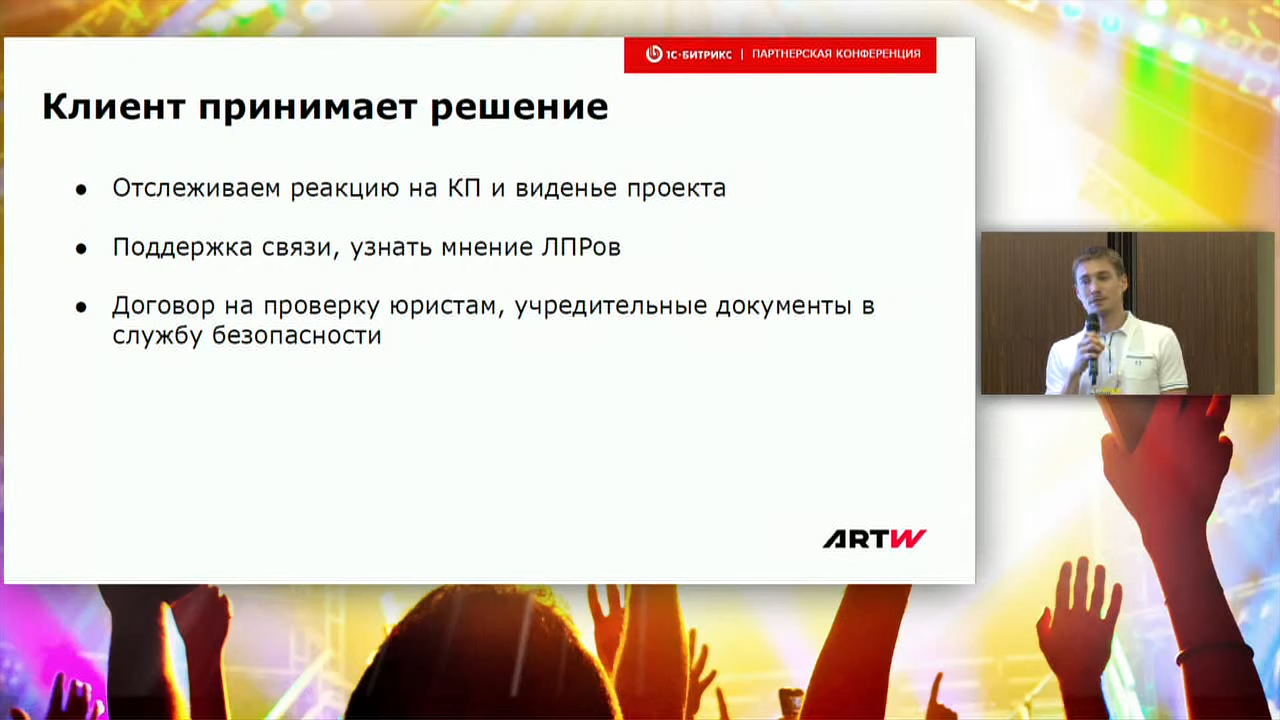 1С-БИТРИКС | ПАРТНЕРСКАЯ КОНФЕРЕНЦИЯ
Клиент принимает решение
● Отслеживаем реакцию на КП и виденье проекта
● Поддержка связи, узнать мнение ЛПРов
● Договор на проверку юристам, учредительные документы в
службу безопасности
ARTW